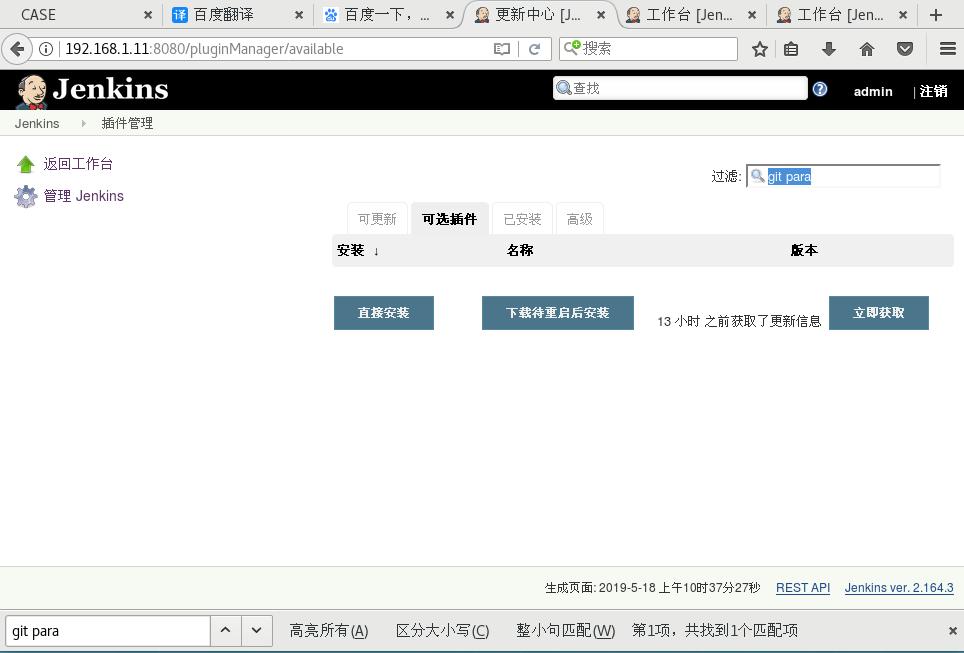 CASE 百度翻译 百度一下，... 更新中心 [J... 工作台 [Jen... 工作台 [Jen...
192.168.1.11:8080/pluginManager/available 搜索
Jenkins 查找 admin | 注销
Jenkins 插件管理
返回工作台
管理 Jenkins
过滤: git para
可更新 可选插件 已安装 高级
安装 ↓ 名称 版本
直接安装 下载待重启后安装 13 小时 之前获取了更新信息 立即获取
生成页面: 2019-5-18 上午10时37分27秒 REST API Jenkins ver. 2.164.3
git para 高亮所有(A) 区分大小写(C) 整小句匹配(W) 第1项，共找到1个匹配项